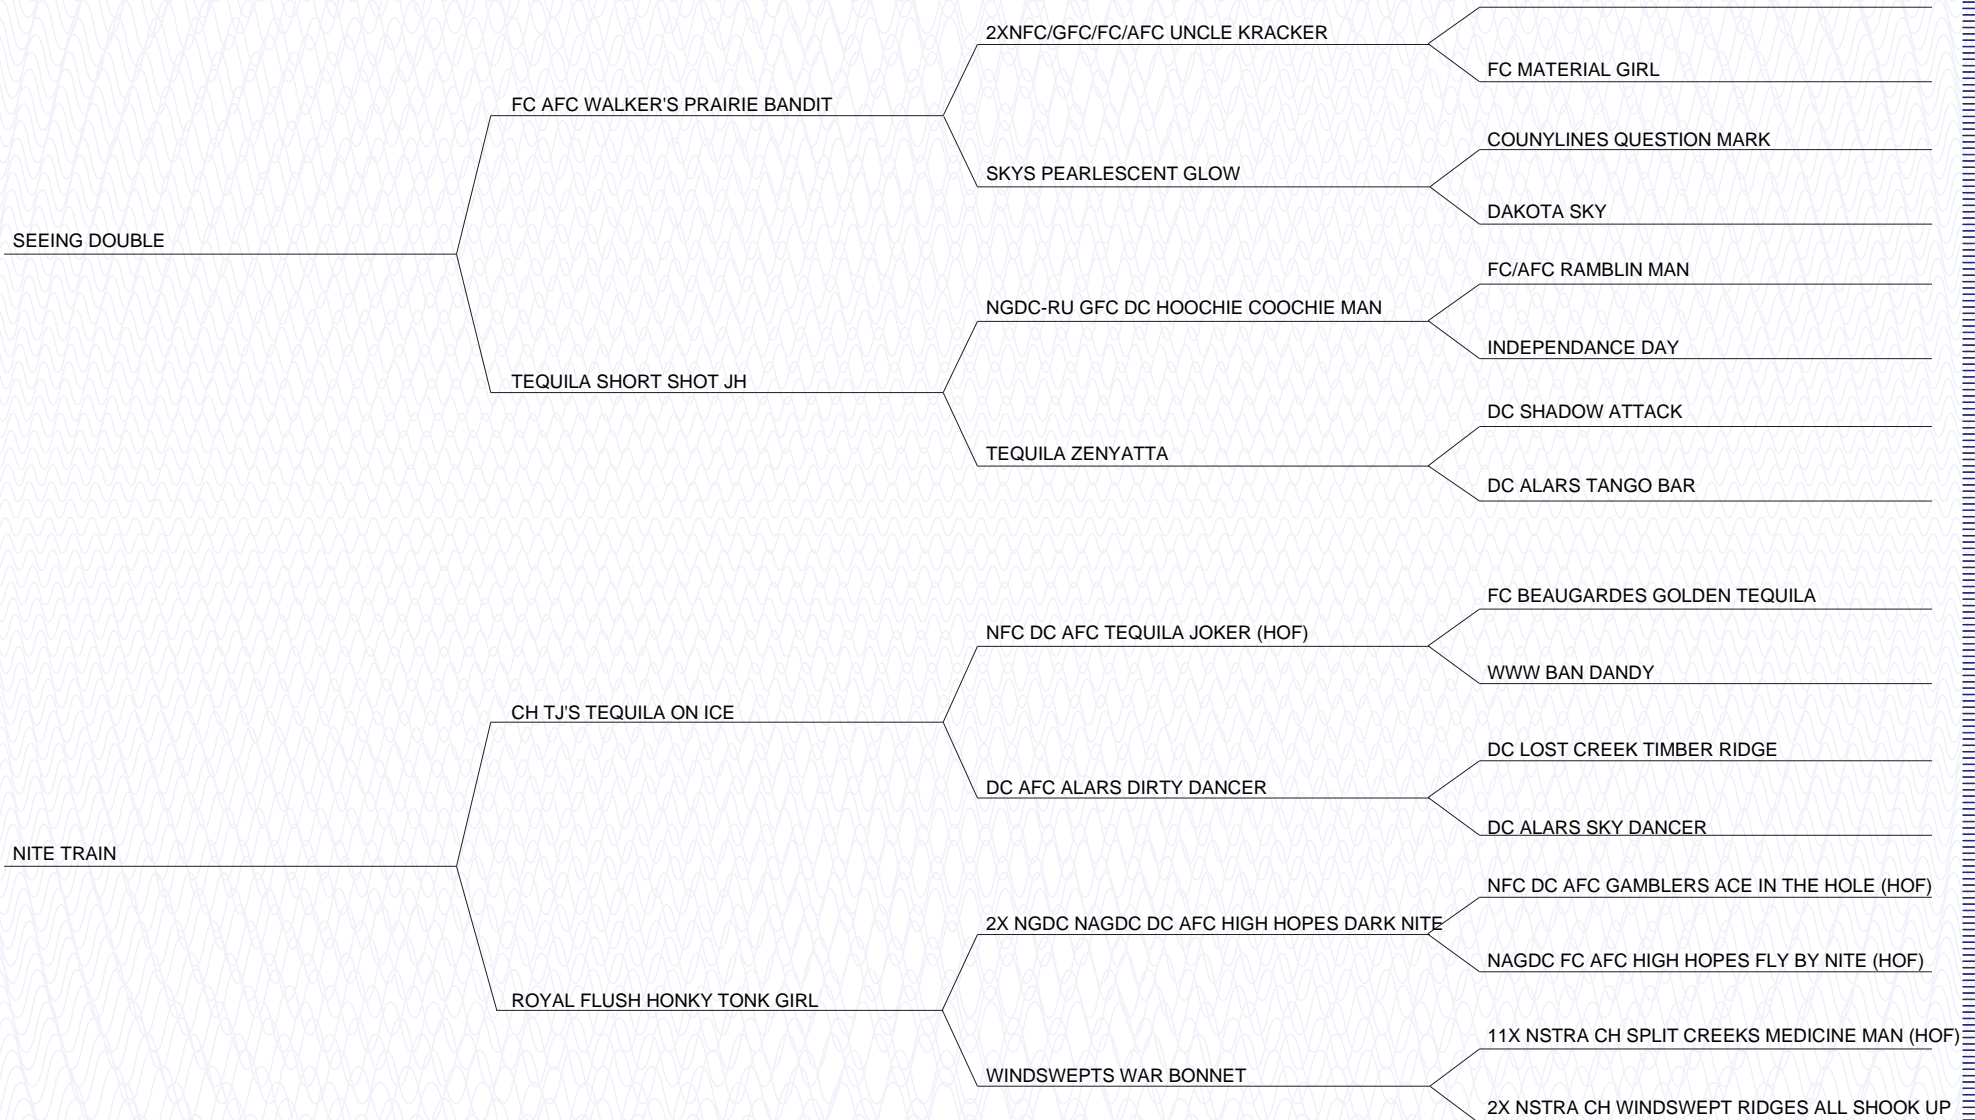 2XNFC/GFC/FC/AFC UNCLE KRACKER
FC MATERIAL GIRL
FC AFC WALKER'S PRAIRIE BANDIT
COUNYLINES QUESTION MARK
SKYS PEARLESCENT GLOW
DAKOTA SKY
SEEING DOUBLE
FC/AFC RAMBLIN MAN
NGDC-RU GFC DC HOOCHIE COOCHIE MAN
INDEPENDANCE DAY
TEQUILA SHORT SHOT JH
DC SHADOW ATTACK
TEQUILA ZENYATTA
DC ALARS TANGO BAR
FC BEAUGARDES GOLDEN TEQUILA
NFC DC AFC TEQUILA JOKER (HOF)
WWW BAN DANDY
CH TJ'S TEQUILA ON ICE
DC LOST CREEK TIMBER RIDGE
DC AFC ALARS DIRTY DANCER
DC ALARS SKY DANCER
NITE TRAIN
NFC DC AFC GAMBLERS ACE IN THE HOLE (HOF)
2X NGDC NAGDC DC AFC HIGH HOPES DARK NITE
NAGDC FC AFC HIGH HOPES FLY BY NITE (HOF)
ROYAL FLUSH HONKY TONK GIRL
11X NSTRA CH SPLIT CREEKS MEDICINE MAN (HOF)
WINDSWEPTS WAR BONNET
2X NSTRA CH WINDSWEPT RIDGES ALL SHOOK UP